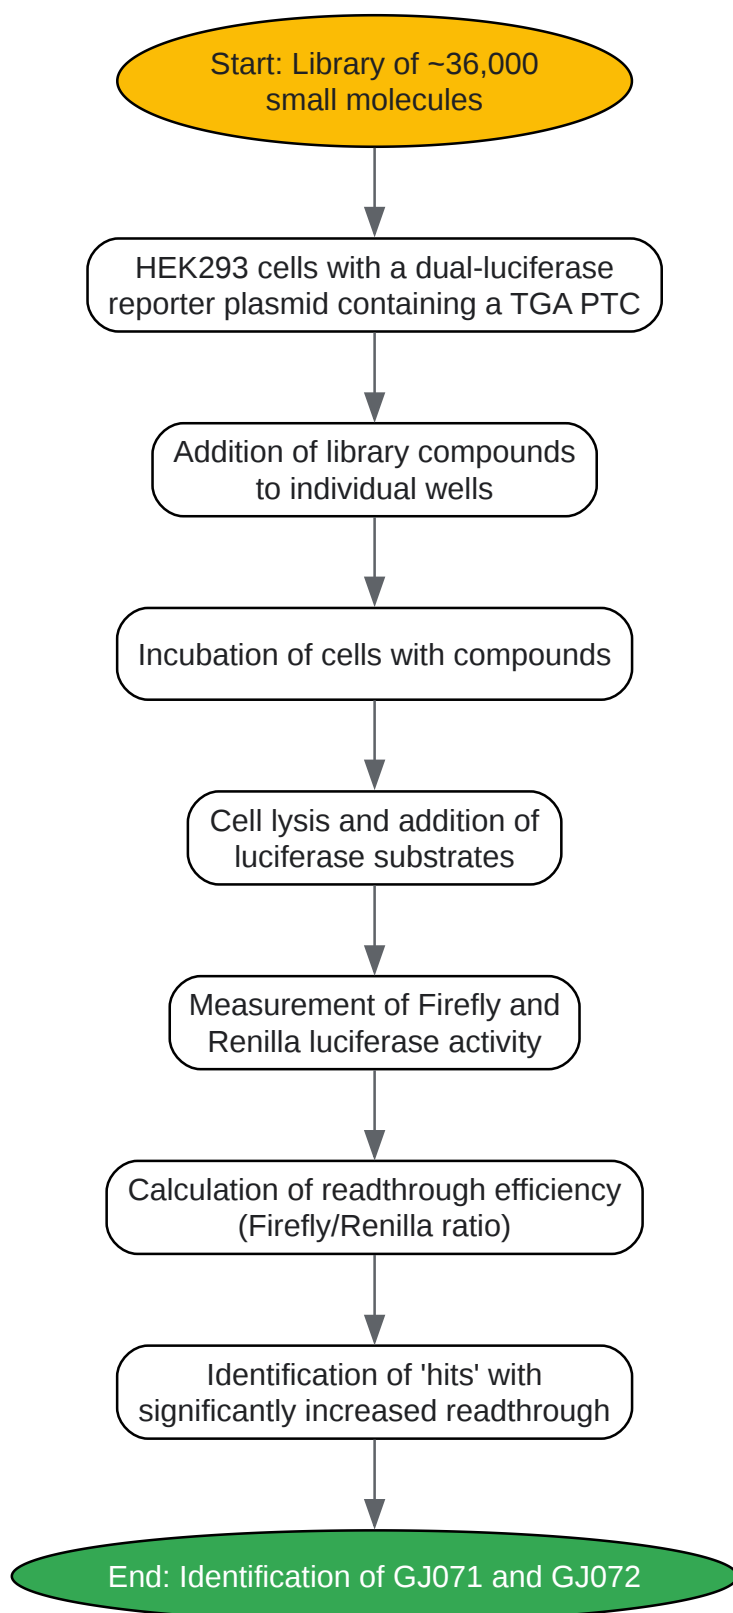 Start: Library of ~36,000
small molecules
HEK293 cells with a dual-luciferase
reporter plasmid containing a TGA PTC
Addition of library compounds
to individual wells
Incubation of cells with compounds
Cell lysis and addition of
luciferase substrates
Measurement of Firefly and
Renilla luciferase activity
Calculation of readthrough efficiency
(Firefly/Renilla ratio)
Identification of 'hits' with
significantly increased readthrough
End: Identification of GJ071 and GJ072